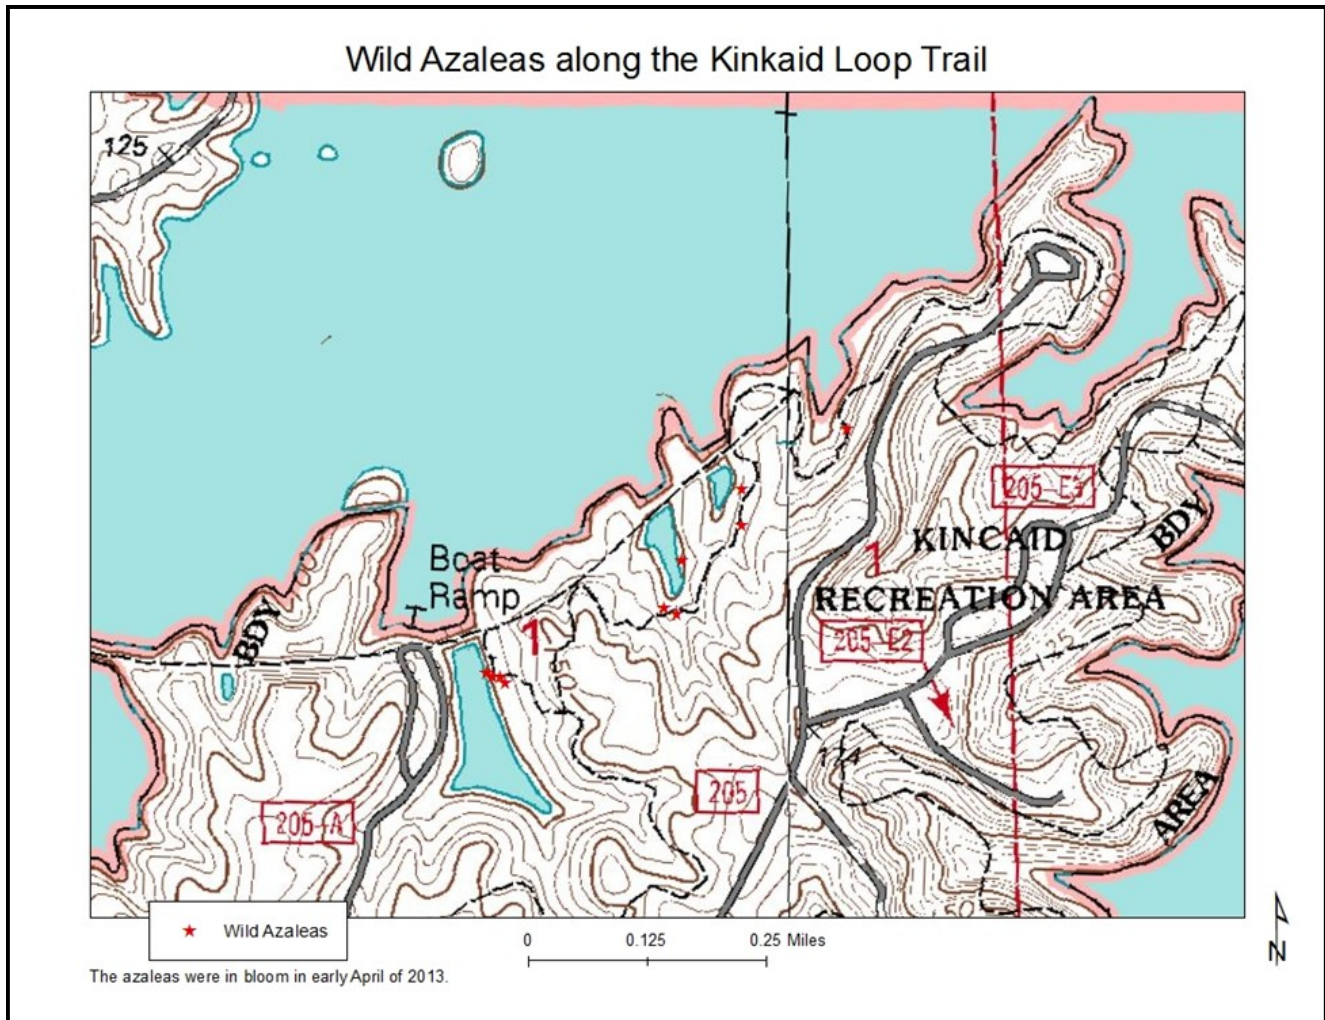 Wild Azaleas along the Kinkaid Loop Trail
125
205 E3
BDY
KINCAID
Boat
Ramp
1
1
RECREATION AREA
BDY
205 E2
114
205
AREA
205 A
Wild Azaleas
0 0.125 0.25 Miles
N
The azaleas were in bloom in early April of 2013.